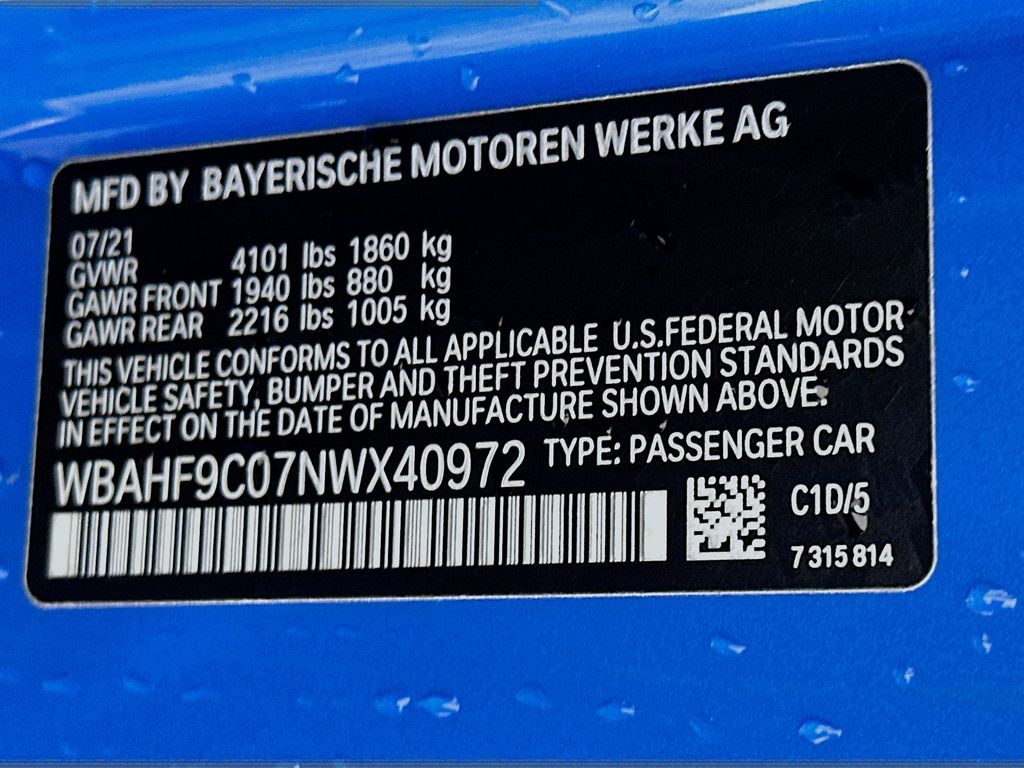 MFD BY BAYERISCHE MOTOREN WERKE AG
07/21
GVWR 4101 lbs 1860 kg
GAWR FRONT 1940 lbs 880 kg
GAWR REAR 2216 lbs 1005 kg
THIS VEHICLE CONFORMS TO ALL APPLICABLE U.S.FEDERAL MOTOR
VEHICLE SAFETY, BUMPER AND THEFT PREVENTION STANDARDS
IN EFFECT ON THE DATE OF MANUFACTURE SHOWN ABOVE.
WBAHF9C07NWX40972 TYPE: PASSENGER CAR
C1D/5
7 315 814